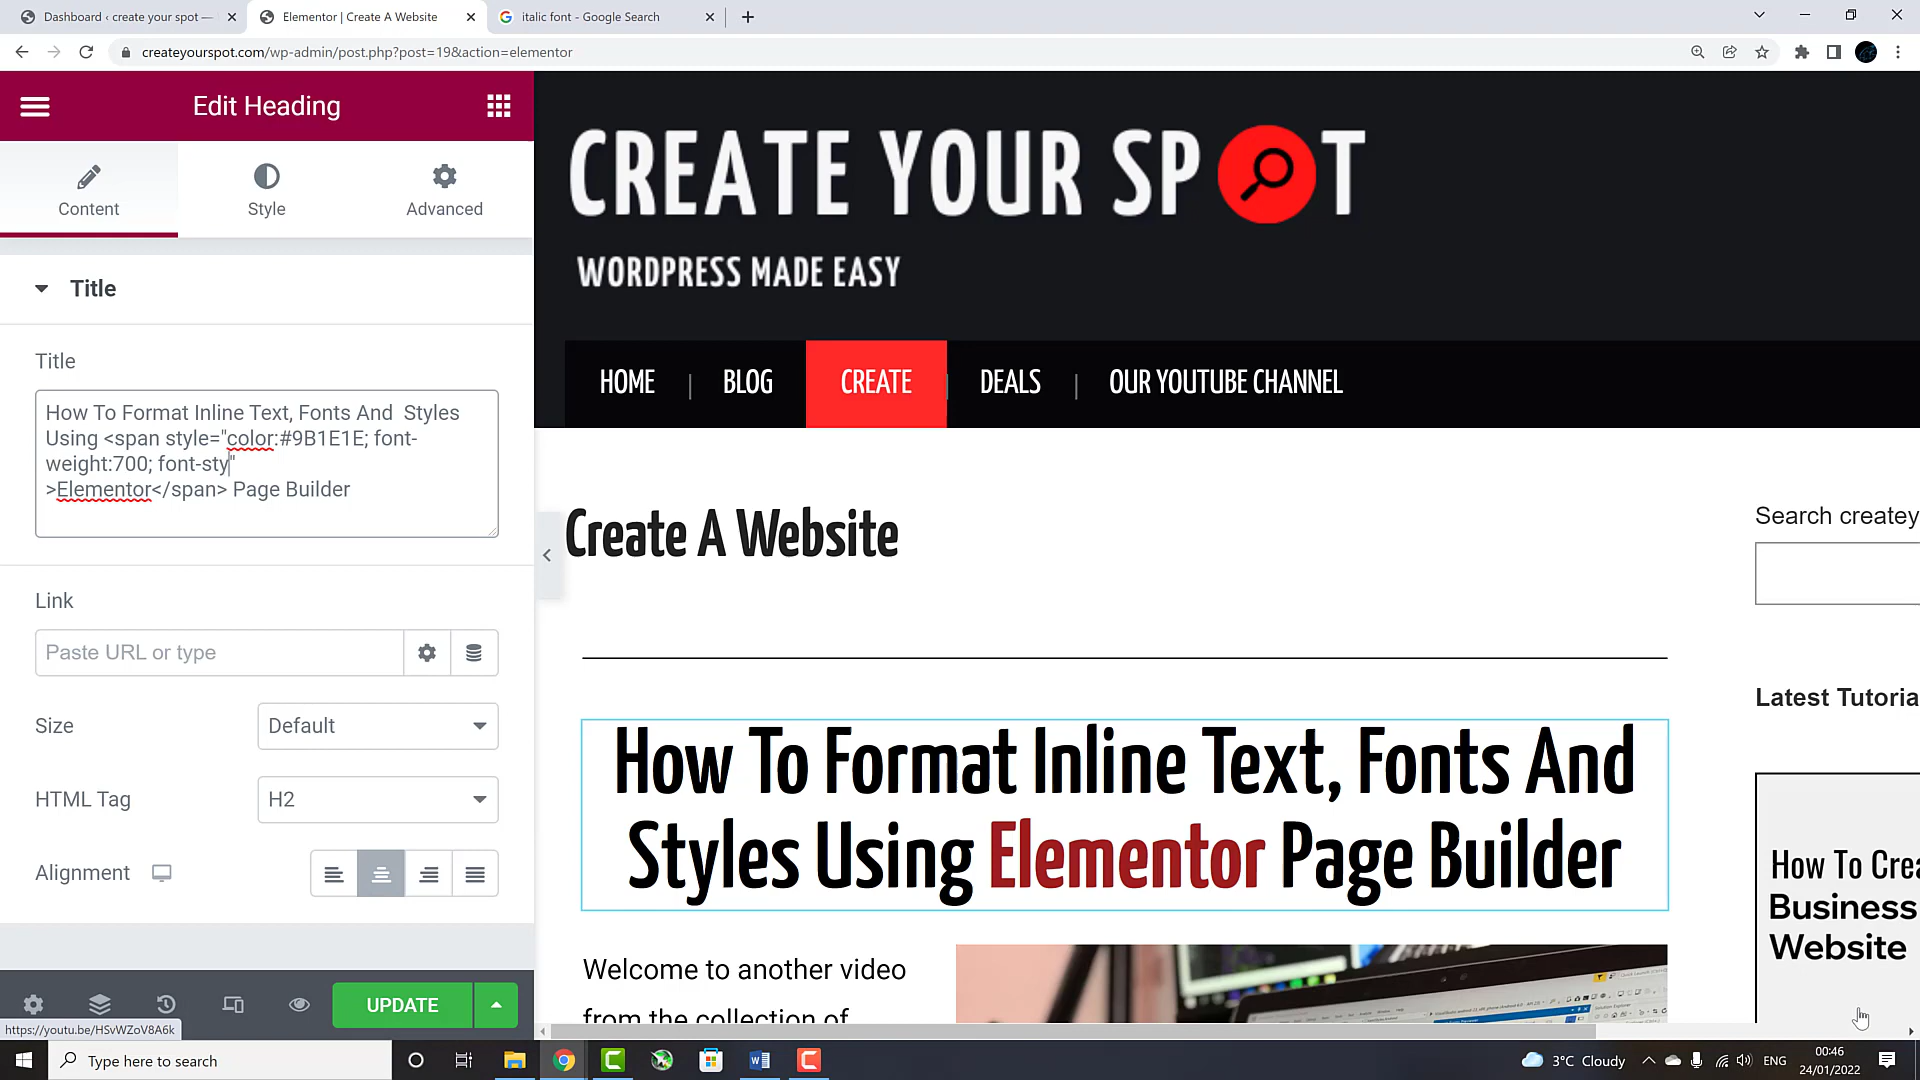 Dashboard ‹ create your spot —
Elementor | Create A Website
italic font - Google Search
createyourspot.com/wp-admin/post.php?post=19&action=elementor
Edit Heading
Content
Style
Advanced
Title
Title
How To Format Inline Text, Fonts And  Styles
Using <span style="color:#9B1E1E; font-
weight:700; font-sty"
>Elementor</span> Page Builder
Link
Paste URL or type
Size
Default
HTML Tag
H2
Alignment
UPDATE
https://youtu.be/HSvWZoV8A6k
CREATE YOUR SPOT
WORDPRESS MADE EASY
HOME | BLOG CREATE DEALS | OUR YOUTUBE CHANNEL
Create A Website
How To Format Inline Text, Fonts And
Styles Using Elementor Page Builder
Welcome to another video
from the collection of
Search createy
Latest Tutoria
How To Crea
Business
Website
Type here to search
3°C Cloudy
ENG
00:46
24/01/2022